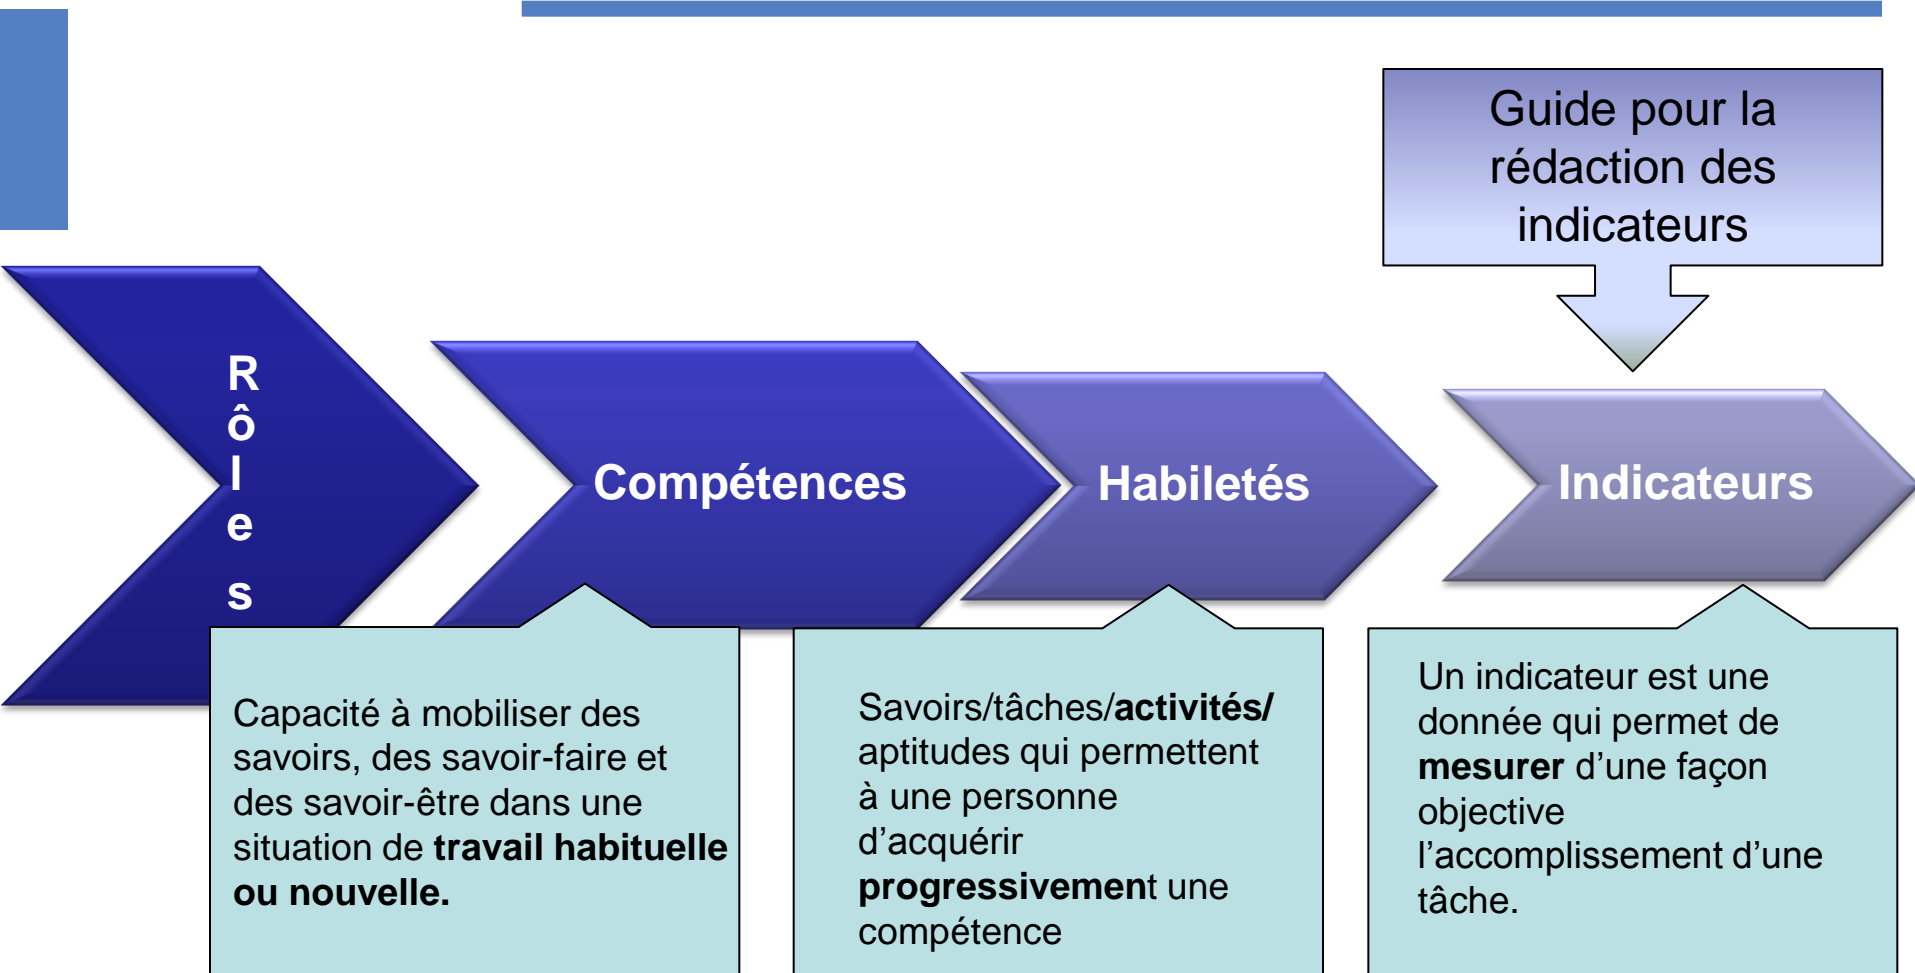 Guide pour la
rédaction des
indicateurs
R
ô
l
e
s
Compétences
Habiletés
Indicateurs
Capacité à mobiliser des
savoirs, des savoir-faire et
des savoir-être dans une
situation de travail habituelle
ou nouvelle.
Savoirs/tâches/activités/
aptitudes qui permettent
à une personne
d’acquérir
progressivement une
compétence
Un indicateur est une
donnée qui permet de
mesurer d’une façon
objective
l’accomplissement d’une
tâche.